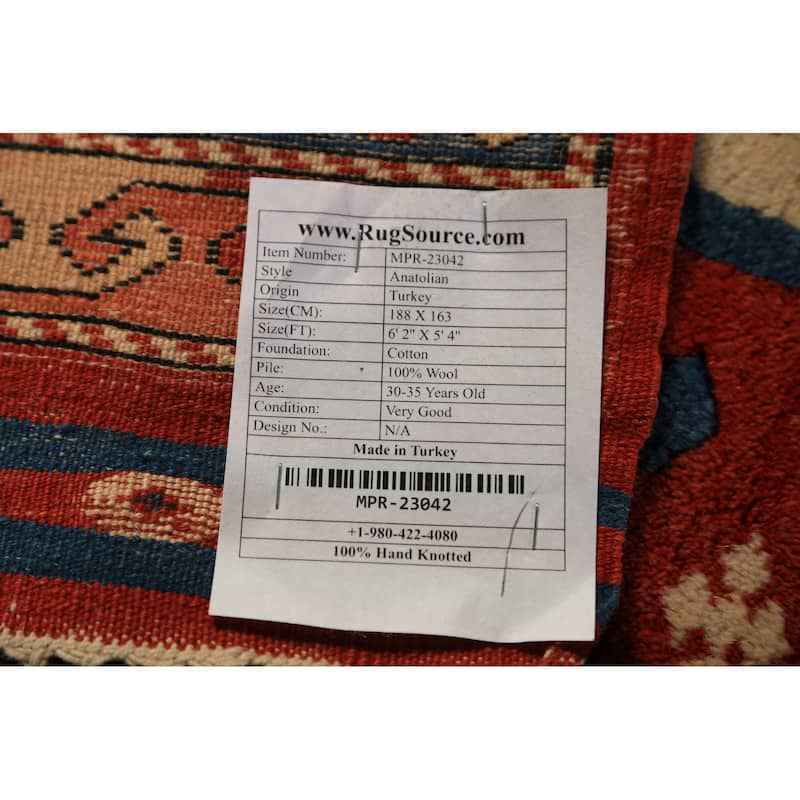 www.RugSource.com
Item Number: MPR-23042
Style Anatolian
Origin Turkey
Size(CM): 188 X 163
Size(FT): 6' 2" X 5' 4"
Foundation: Cotton
Pile: 100% Wool
Age: 30-35 Years Old
Condition: Very Good
Design No.: N/A
Made in Turkey
MPR-23042
+1-980-422-4080
100% Hand Knotted